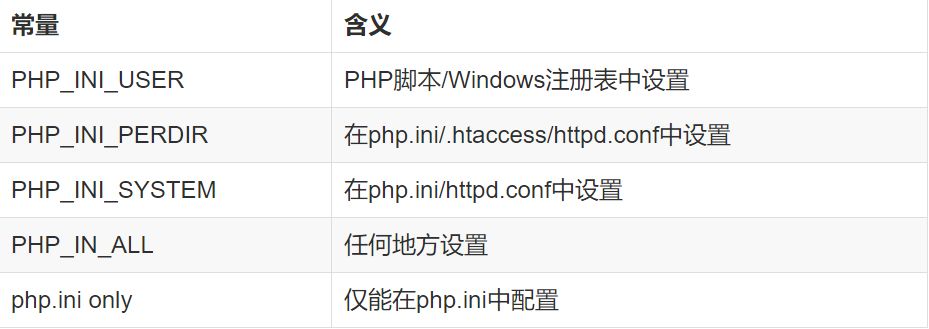 常量 含义
PHP_INI_USER PHP脚本/Windows注册表中设置
PHP_INI_PERDIR 在php.ini/.htaccess/httpd.conf中设置
PHP_INI_SYSTEM 在php.ini/httpd.conf中设置
PHP_IN_ALL 任何地方设置
php.ini only 仅能在php.ini中配置